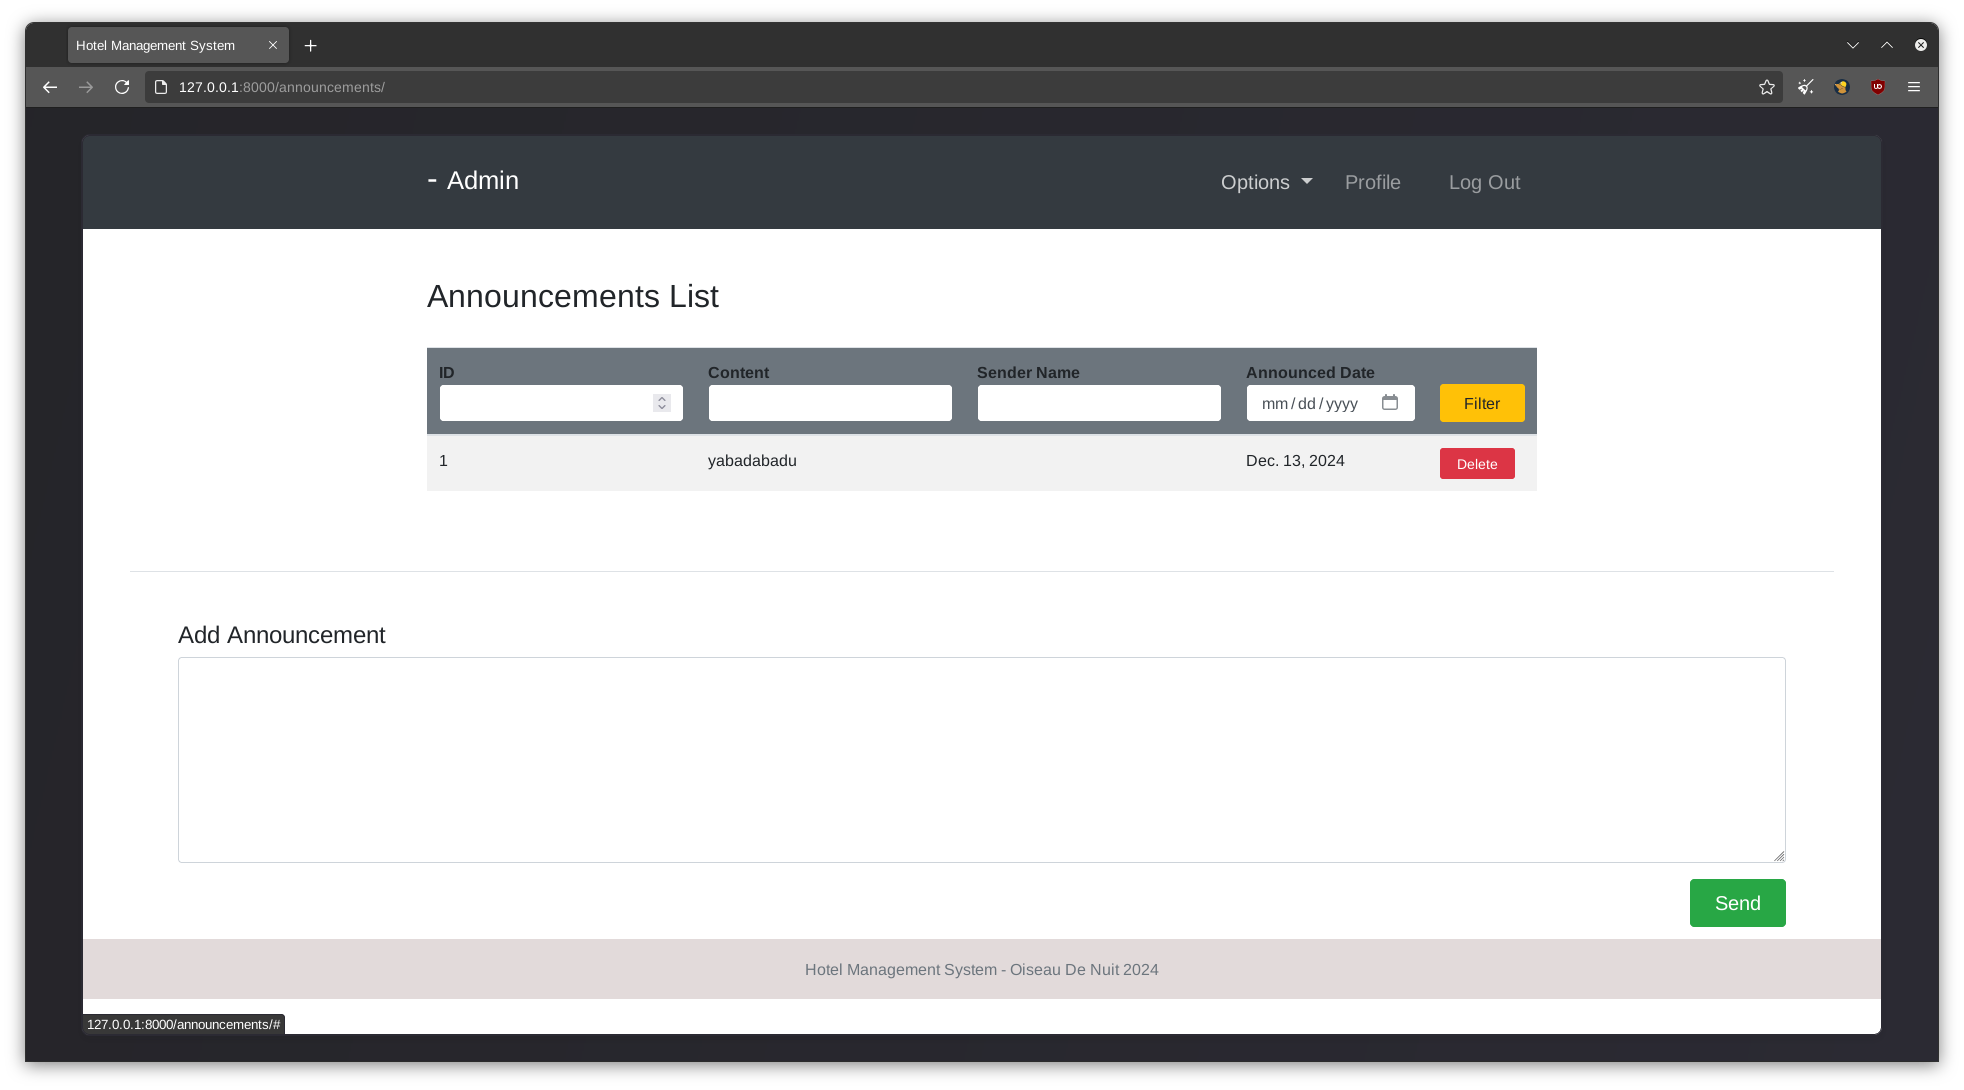 Hotel Management System
127.0.0.1:8000/announcements/
- Admin
Options
Profile
Log Out
Announcements List
ID
Content
Sender Name
Announced Date
mm/dd/yyyy
Filter
1
yabadabadu
Dec. 13, 2024
Delete
Add Announcement
Send
Hotel Management System - Oiseau De Nuit 2024
127.0.0.1:8000/announcements/#